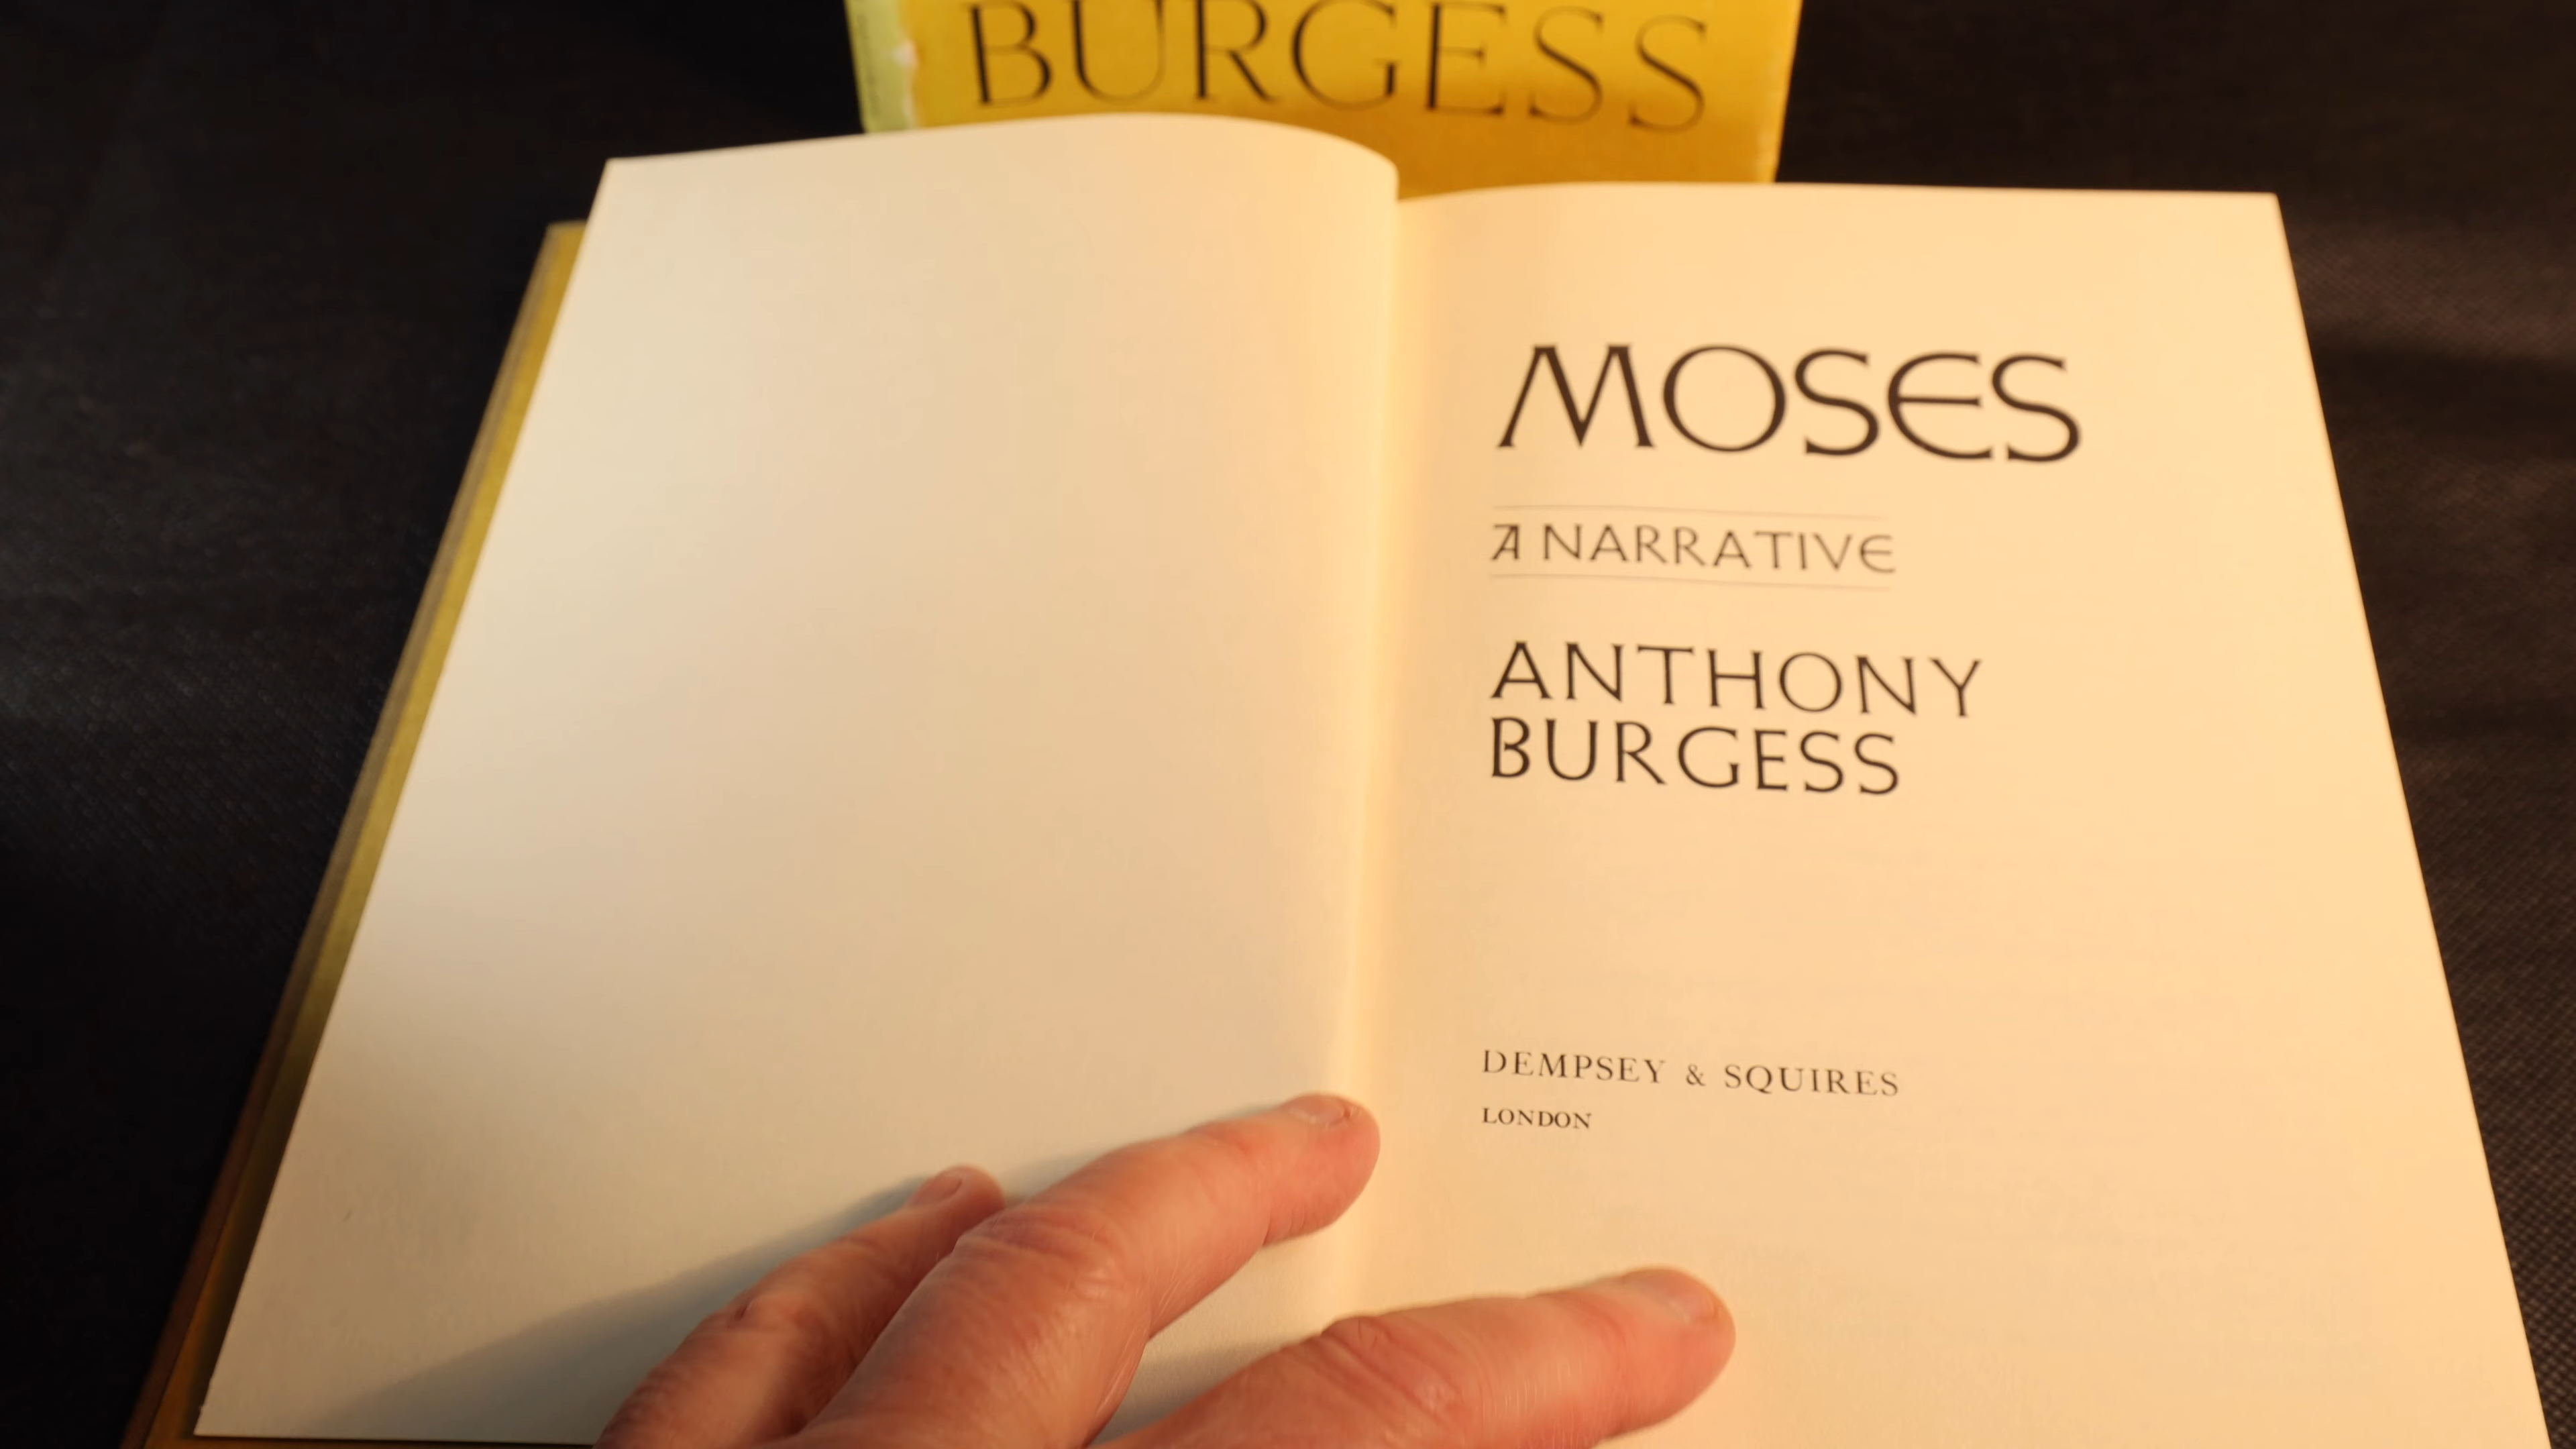 BURGESS
MOSES
A NARRATIVE
ANTHONY
BURGESS
DEMPSEY & SQUIRES
LONDON